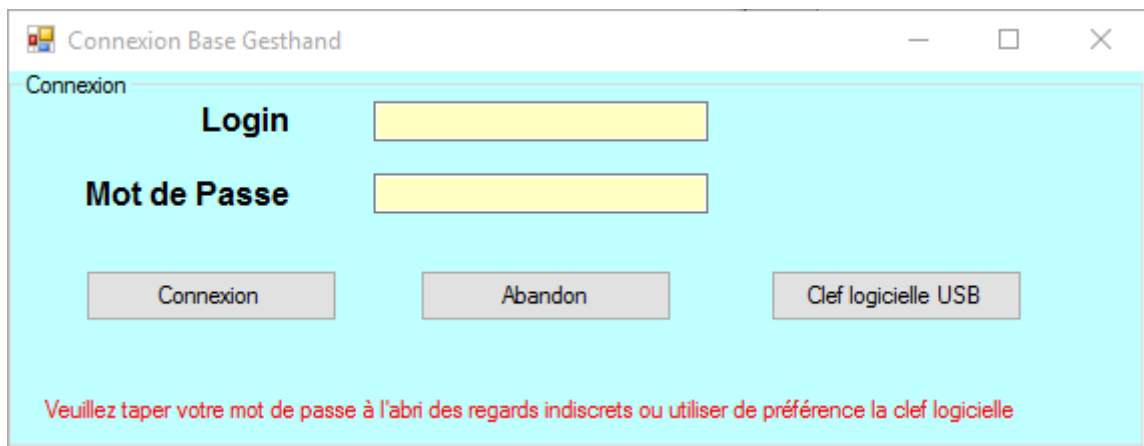 Connexion Base Gesthand
Connexion
Login
Mot de Passe
Connexion
Abandon
Clef logicielle USB
Veuillez taper votre mot de passe à l'abri des regards indiscrets ou utiliser de préférence la clef logicielle